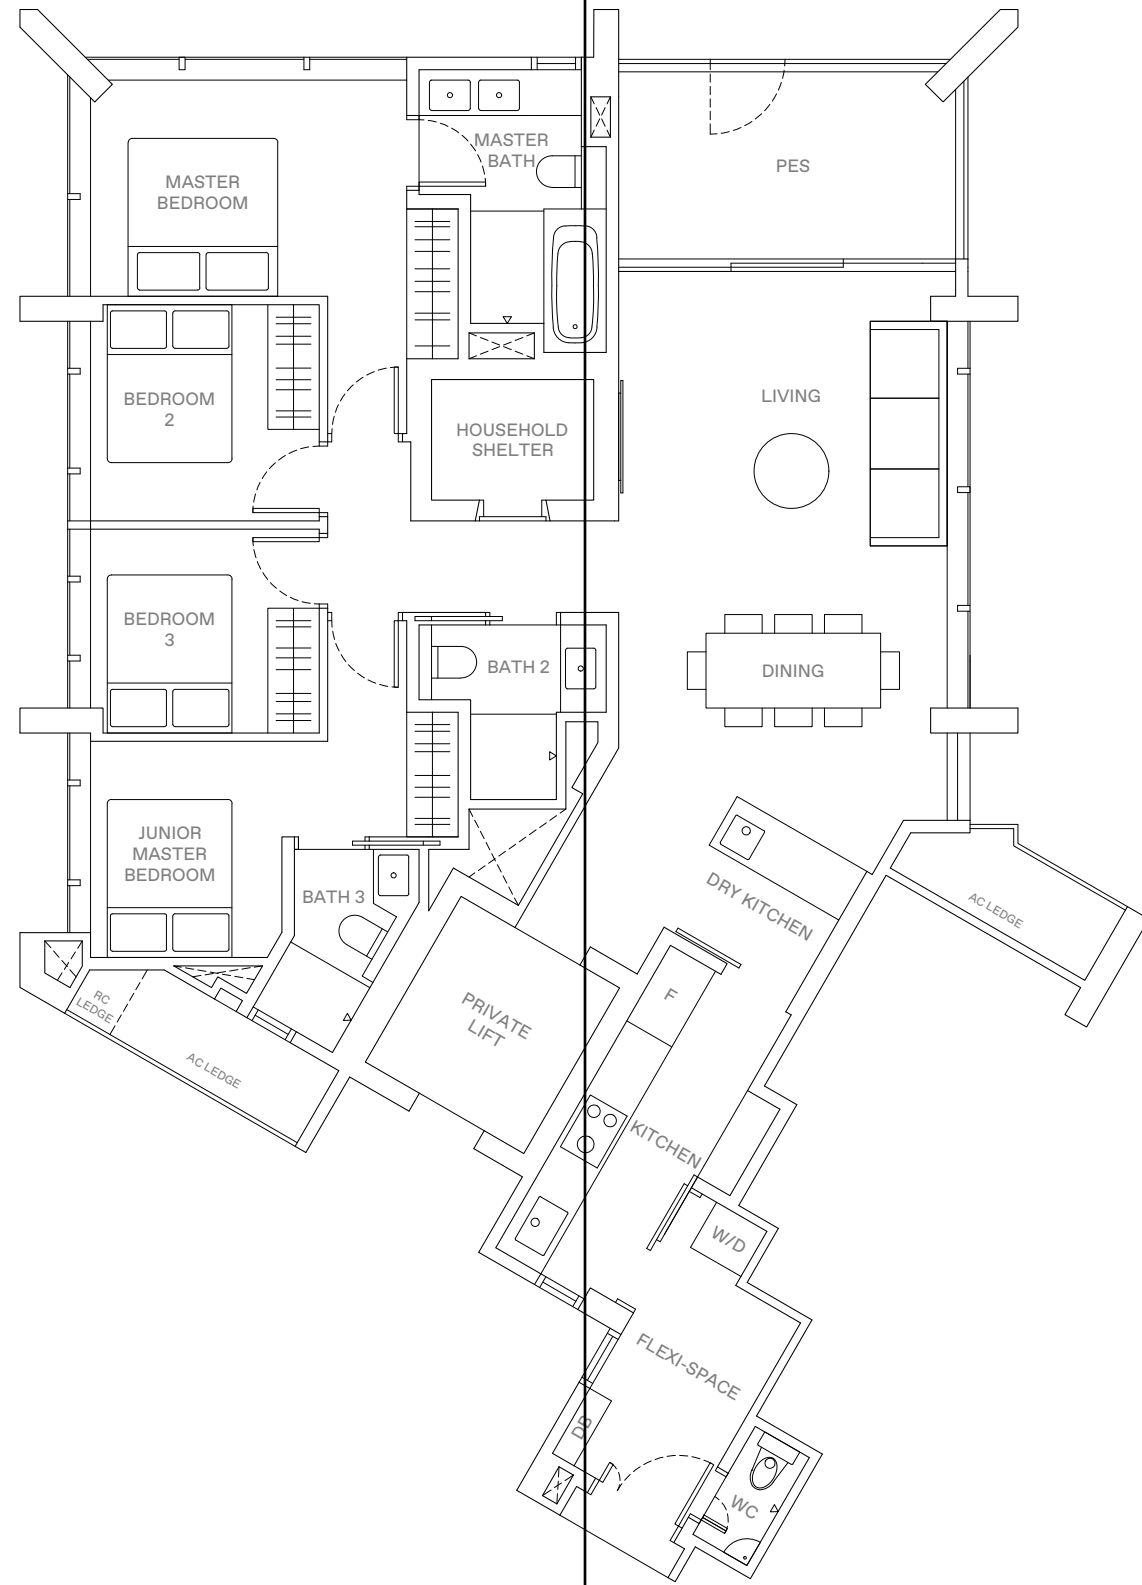 MASTER
BATH
PES
MASTER
BEDROOM
BEDROOM
2
LIVING
HOUSEHOLD
SHELTER
BEDROOM
3
BATH 2
DINING
JUNIOR
MASTER
BEDROOM
BATH 3
DRY KITCHEN
AC LEDGE
F
RC
LEDGE
PRIVATE
LIFT
AC LEDGE
KITCHEN
W/D
FLEXI-SPACE
DB
WC